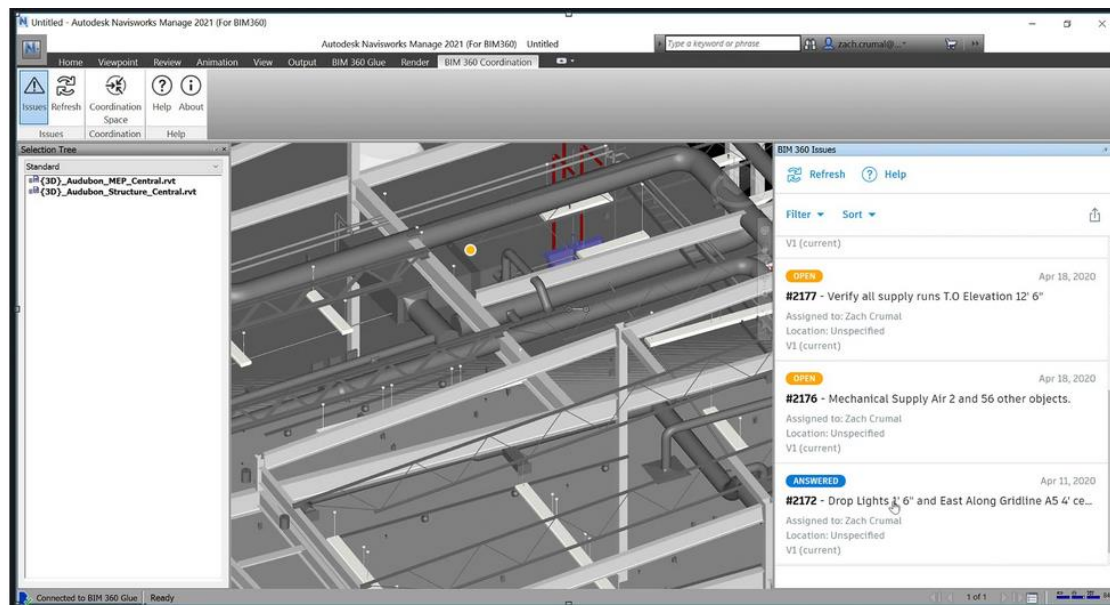 Untitled - Autodesk Navisworks Manage 2021 (For BIM360)
Autodesk Navisworks Manage 2021 (For BIM360) Untitled
Type a keyword or phrase
zach.crumal@...
Home Viewpoint Review Animation View Output BIM 360 Glue Render BIM 360 Coordination
Issues Refresh Coordination Space Help About
Issues Coordination Help
Selection Tree
Standard
{3D}_Audubon_MEP_Central.rvt
{3D}_Audubon_Structure_Central.rvt
BIM 360 Issues
Refresh Help
Filter Sort
V1 (current)
OPEN Apr 18, 2020
#2177 - Verify all supply runs T.O Elevation 12' 6"
Assigned to: Zach Crumal
Location: Unspecified
V1 (current)
OPEN Apr 18, 2020
#2176 - Mechanical Supply Air 2 and 56 other objects.
Assigned to: Zach Crumal
Location: Unspecified
V1 (current)
ANSWERED Apr 11, 2020
#2172 - Drop Lights 1' 6" and East Along Gridline A5 4' ce...
Assigned to: Zach Crumal
Location: Unspecified
V1 (current)
Connected to BIM 360 Glue Ready
1 of 1